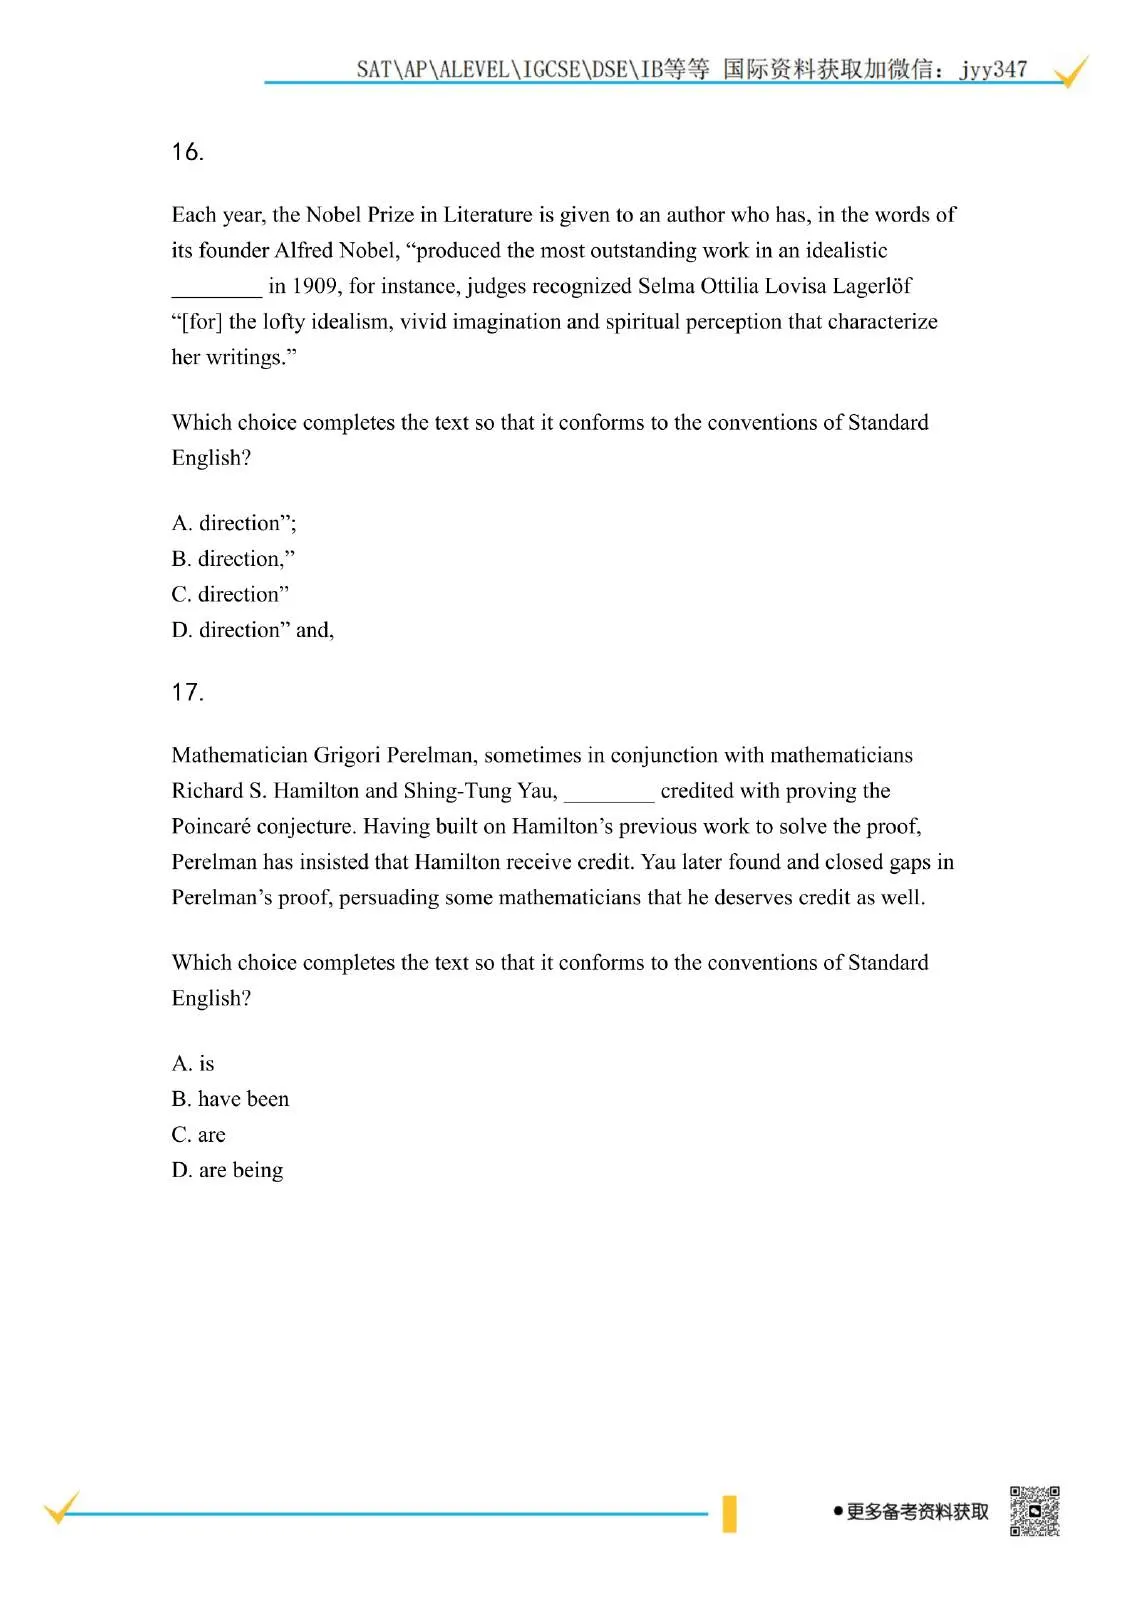 SAT\AP\ALEVEL\IGCSE\DSE\IB等等 国际资料获取加微信：jyy347
16.
Each year, the Nobel Prize in Literature is given to an author who has, in the words of
its founder Alfred Nobel, “produced the most outstanding work in an idealistic
________ in 1909, for instance, judges recognized Selma Ottilia Lovisa Lagerlöf
“[for] the lofty idealism, vivid imagination and spiritual perception that characterize
her writings.”
Which choice completes the text so that it conforms to the conventions of Standard
English?
A. direction”;
B. direction,”
C. direction”
D. direction” and,
17.
Mathematician Grigori Perelman, sometimes in conjunction with mathematicians
Richard S. Hamilton and Shing-Tung Yau, ________ credited with proving the
Poincaré conjecture. Having built on Hamilton’s previous work to solve the proof,
Perelman has insisted that Hamilton receive credit. Yau later found and closed gaps in
Perelman’s proof, persuading some mathematicians that he deserves credit as well.
Which choice completes the text so that it conforms to the conventions of Standard
English?
A. is
B. have been
C. are
D. are being
●更多备考资料获取